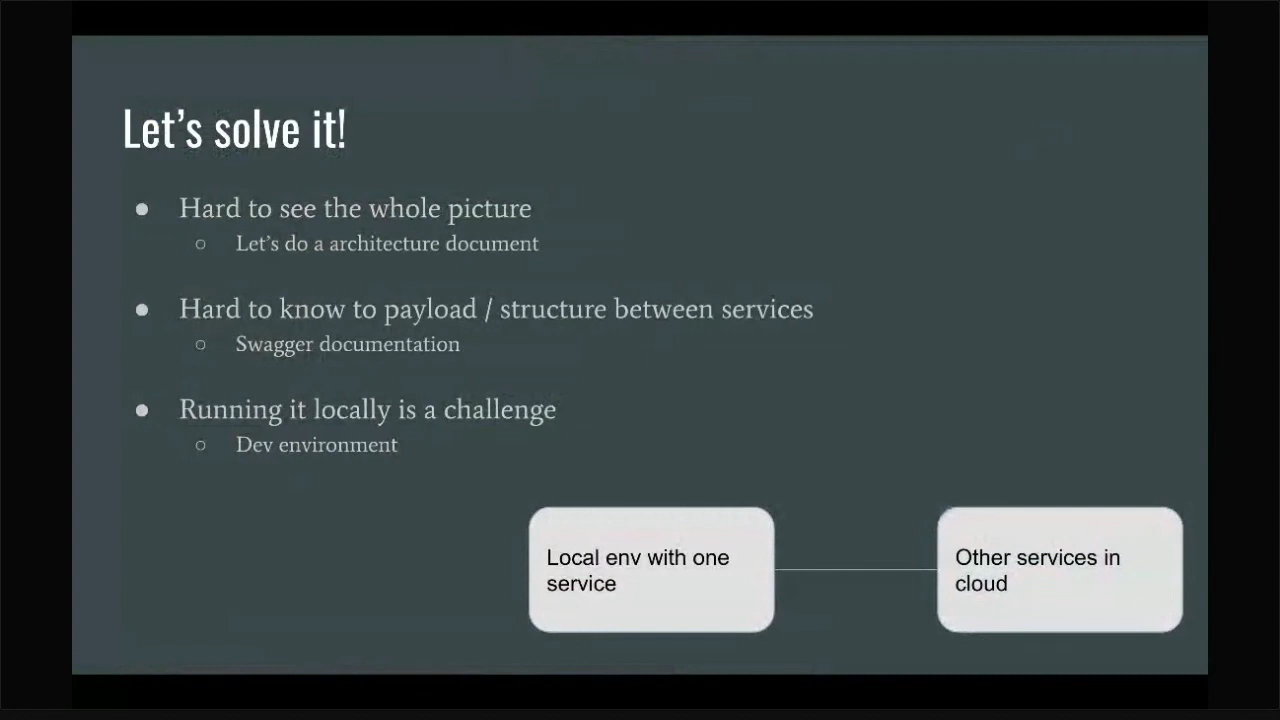 Let's solve it!
● Hard to see the whole picture
○ Let's do a architecture document
● Hard to know to payload / structure between services
○ Swagger documentation
● Running it locally is a challenge
○ Dev environment
Local env with one
service
Other services in
cloud